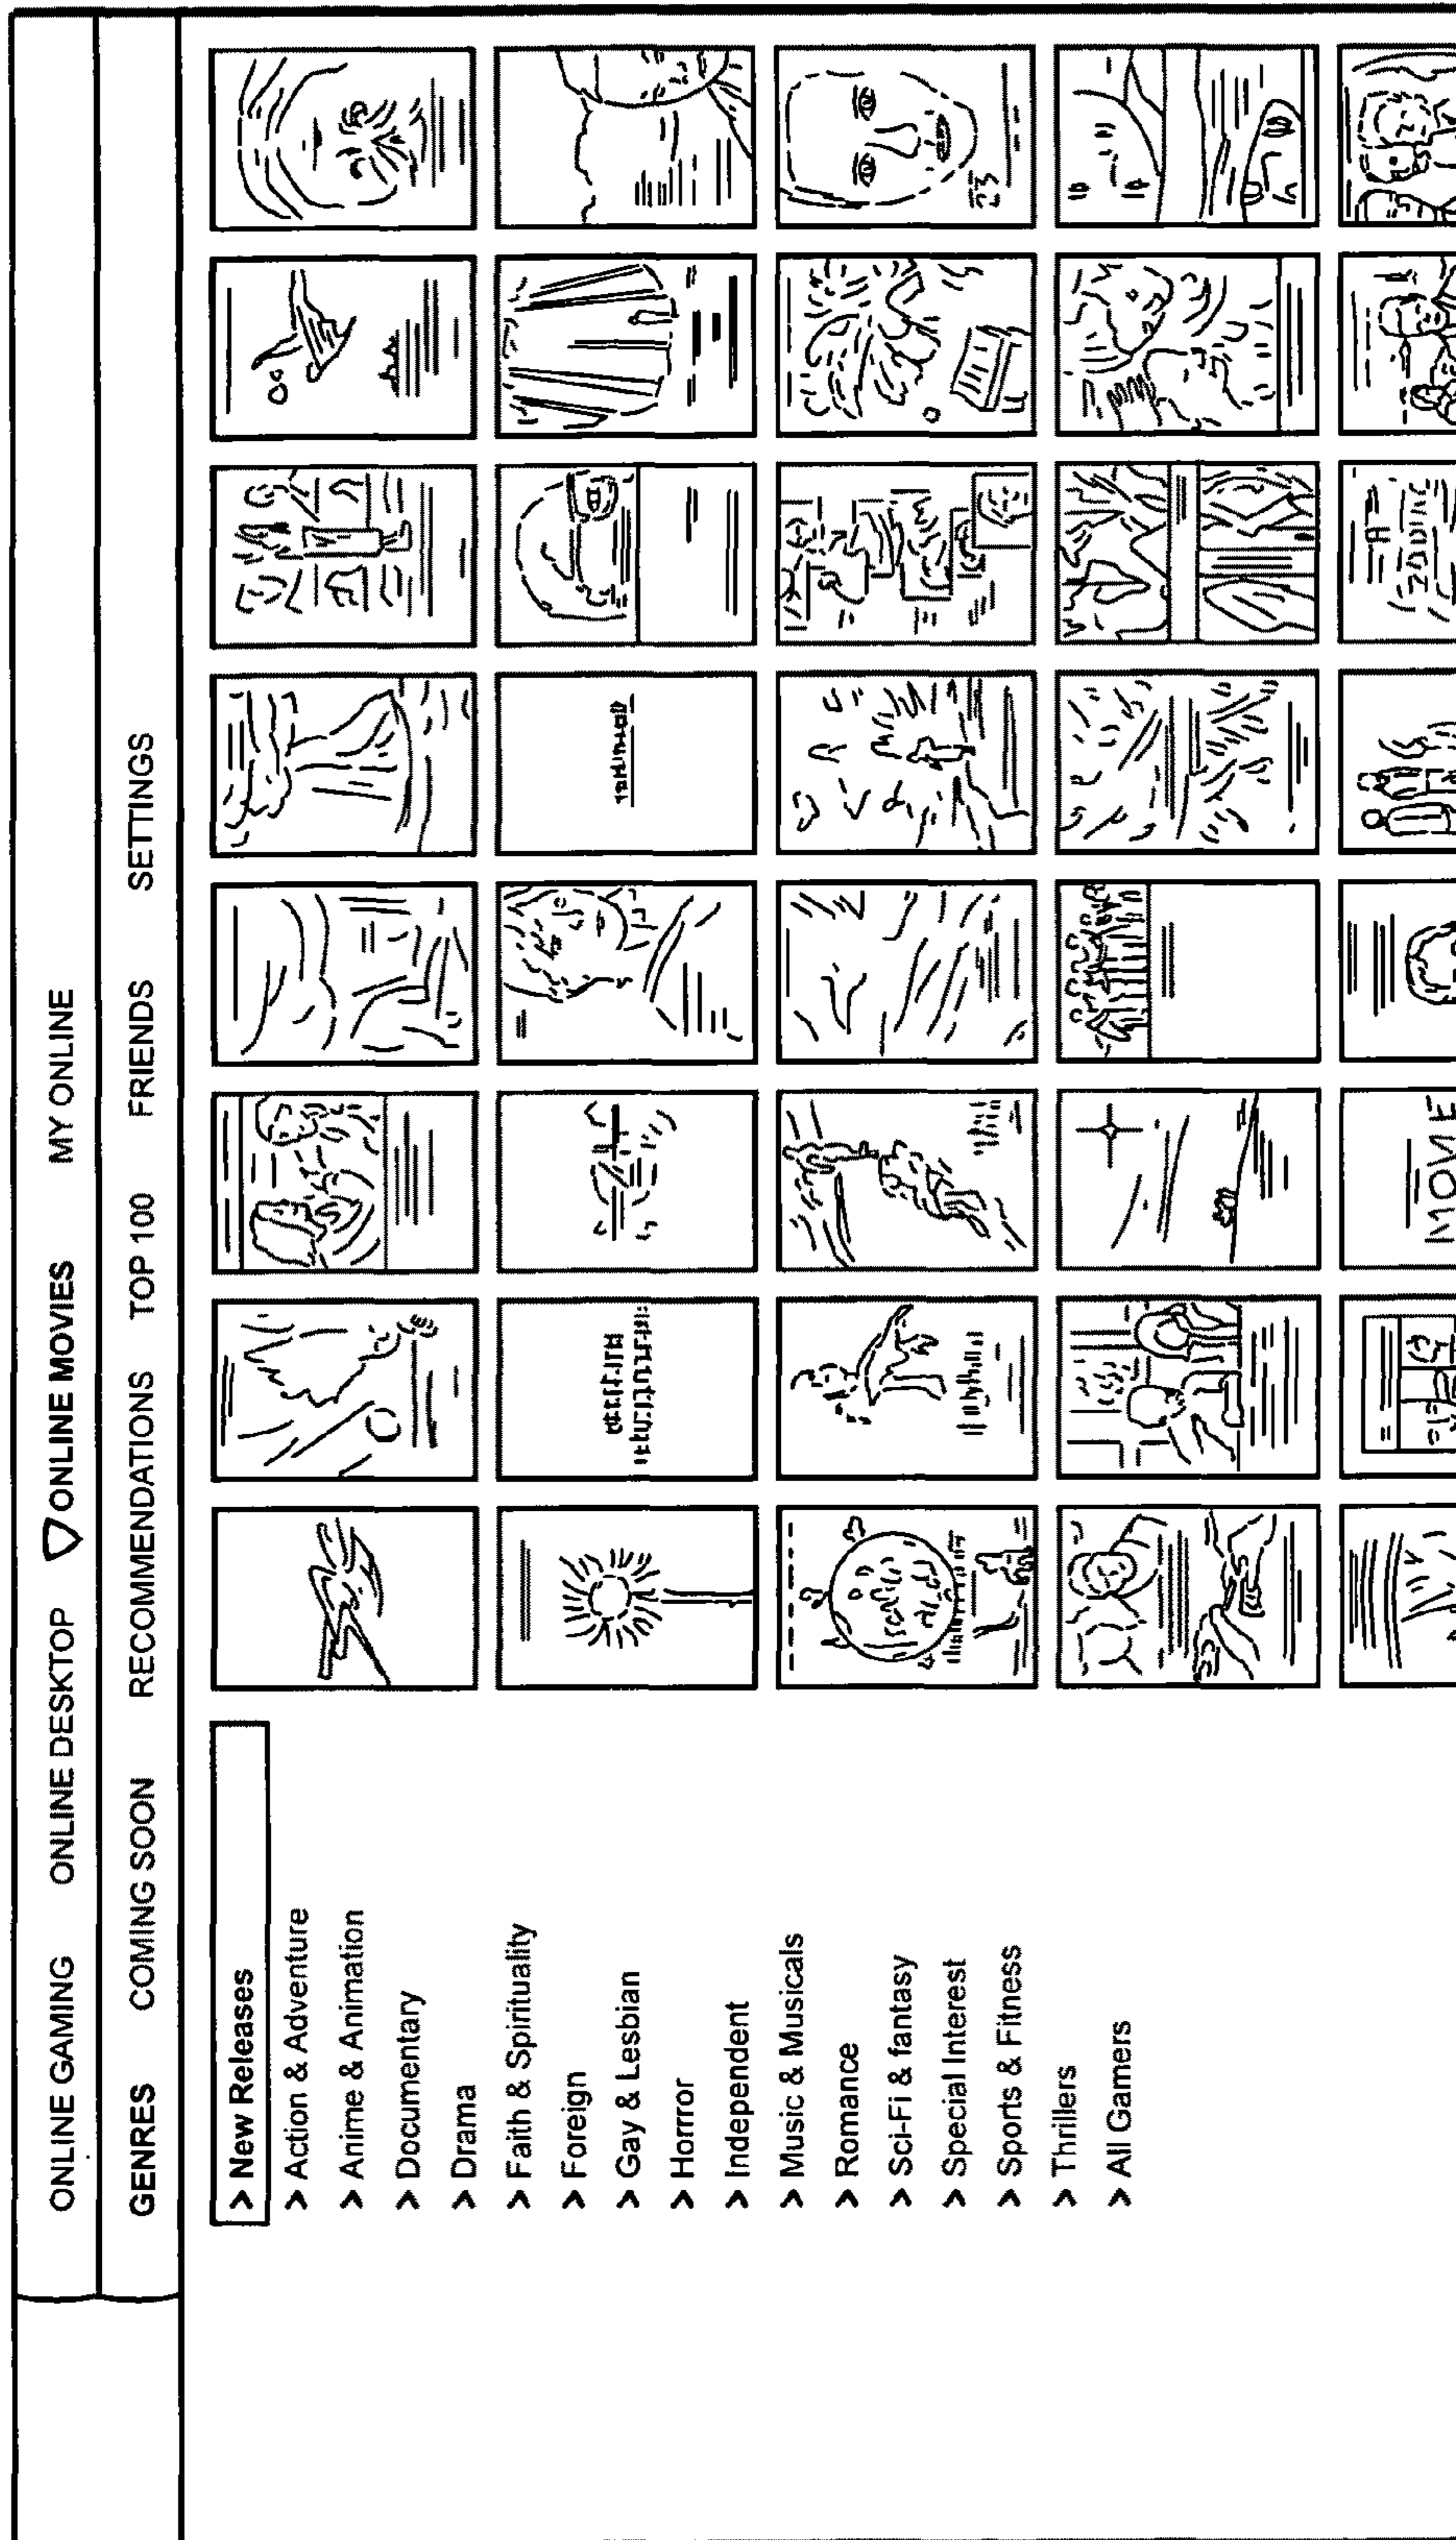 ONLINE GAMING ONLINE DESKTOP ONLINE MOVIES MY ONLINE
GENRES COMING SOON RECOMMENDATIONS TOP 100 FRIENDS SETTINGS
> New Releases
> Action & Adventure
> Anime & Animation
> Documentary
> Drama
> Faith & Spirituality
> Foreign
> Gay & Lesbian
> Horrror
> Independent
> Music & Musicals
> Romance
> Sci-Fi & fantasy
> Special Interest
> Sports & Fitness
> Thrillers
> All Gamers
23
MOVIE
A